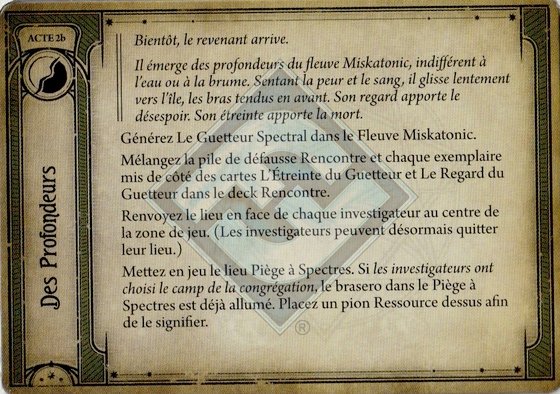 ACTE 2b
Des Profondeurs
Bientôt, le revenant arrive.
Il émerge des profondeurs du fleuve Miskatonic, indifférent à
l'eau ou à la brume. Sentant la peur et le sang, il glisse lentement
vers l'île, les bras tendus en avant. Son regard apporte le
désespoir. Son étreinte apporte la mort.
Générez Le Guetteur Spectral dans le Fleuve Miskatonic.
Mélangez la pile de défausse Rencontre et chaque exemplaire
mis de côté des cartes L'Étreinte du Guetteur et Le Regard du
Guetteur dans le deck Rencontre.
Renvoyez le lieu en face de chaque investigateur au centre de
la zone de jeu. (Les investigateurs peuvent désormais quitter
leur lieu.)
Mettez en jeu le lieu Piège à Spectres. Si les investigateurs ont
choisi le camp de la congrégation, le brasero dans le Piège à
Spectres est déjà allumé. Placez un pion Ressource dessus afin
de le signifier.
®